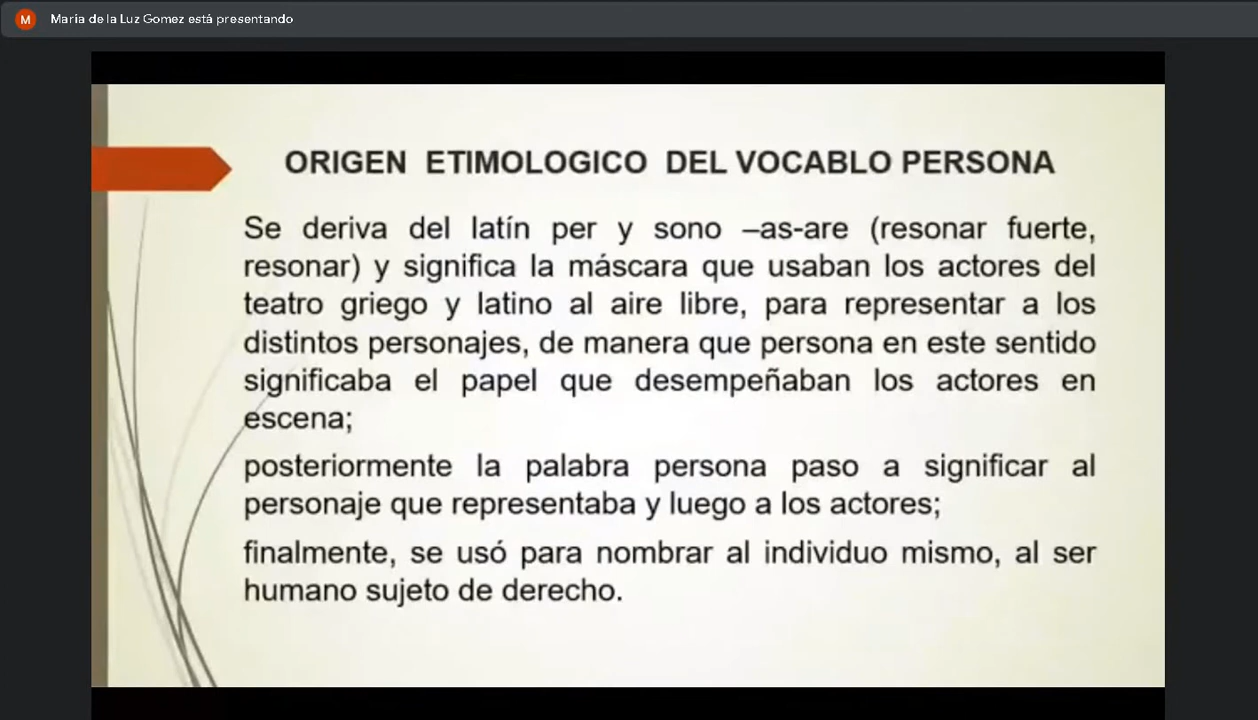 M María de la Luz Gomez está presentando
ORIGEN ETIMOLOGICO DEL VOCABLO PERSONA
Se deriva del latín per y sono –as-are (resonar fuerte,
resonar) y significa la máscara que usaban los actores del
teatro griego y latino al aire libre, para representar a los
distintos personajes, de manera que persona en este sentido
significaba el papel que desempeñaban los actores en
escena;
posteriormente la palabra persona paso a significar al
personaje que representaba y luego a los actores;
finalmente, se usó para nombrar al individuo mismo, al ser
humano sujeto de derecho.